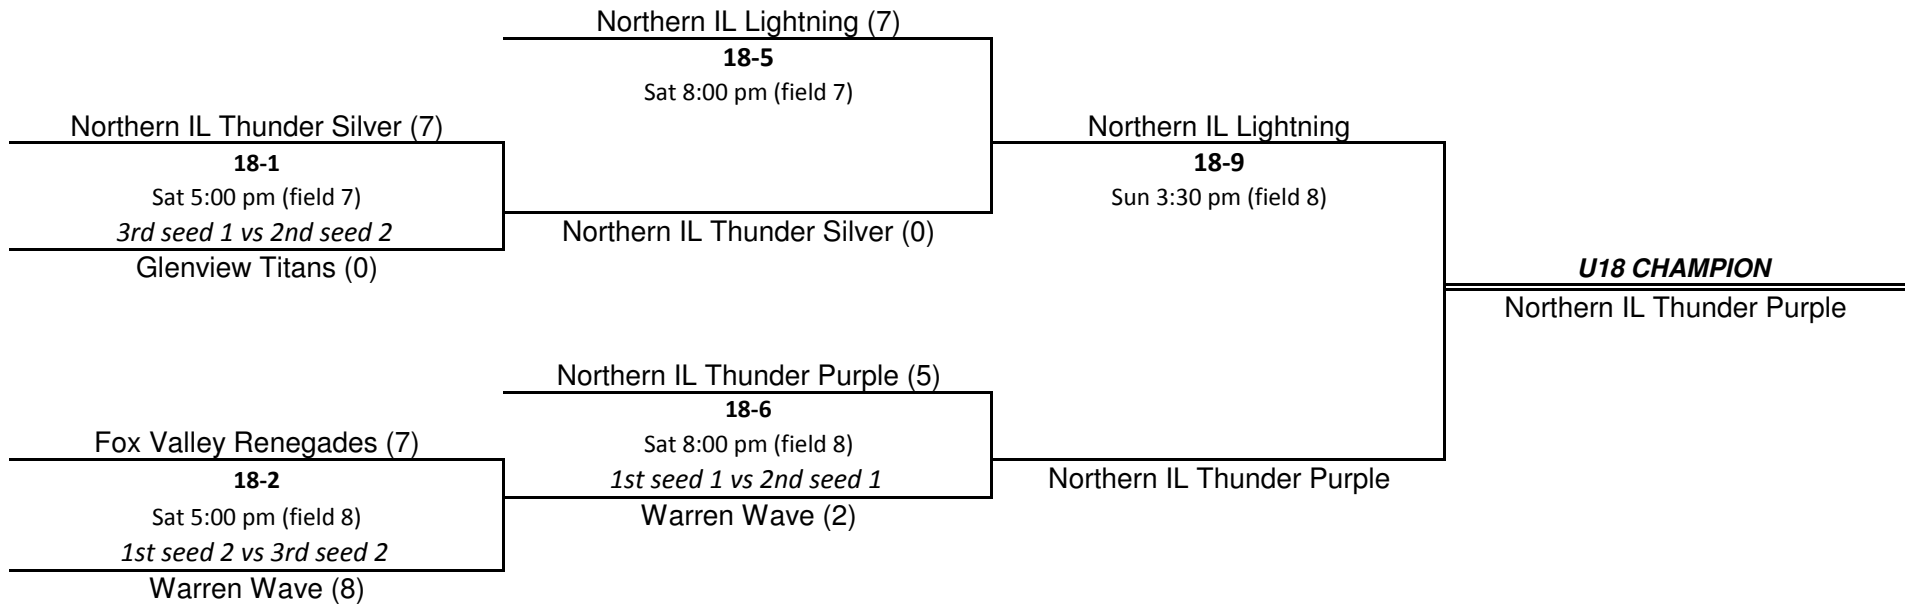 Northern IL Lightning (7)
18-5
Sat 8:00 pm (field 7)
Northern IL Thunder Silver (7)
18-1
Sat 5:00 pm (field 7)
3rd seed 1 vs 2nd seed 2
Glenview Titans (0)
Northern IL Thunder Silver (0)
Northern IL Lightning
18-9
Sun 3:30 pm (field 8)
U18 CHAMPION
Northern IL Thunder Purple
Northern IL Thunder Purple (5)
18-6
Sat 8:00 pm (field 8)
1st seed 1 vs 2nd seed 1
Warren Wave (2)
Fox Valley Renegades (7)
18-2
Sat 5:00 pm (field 8)
1st seed 2 vs 3rd seed 2
Warren Wave (8)
Northern IL Thunder Purple